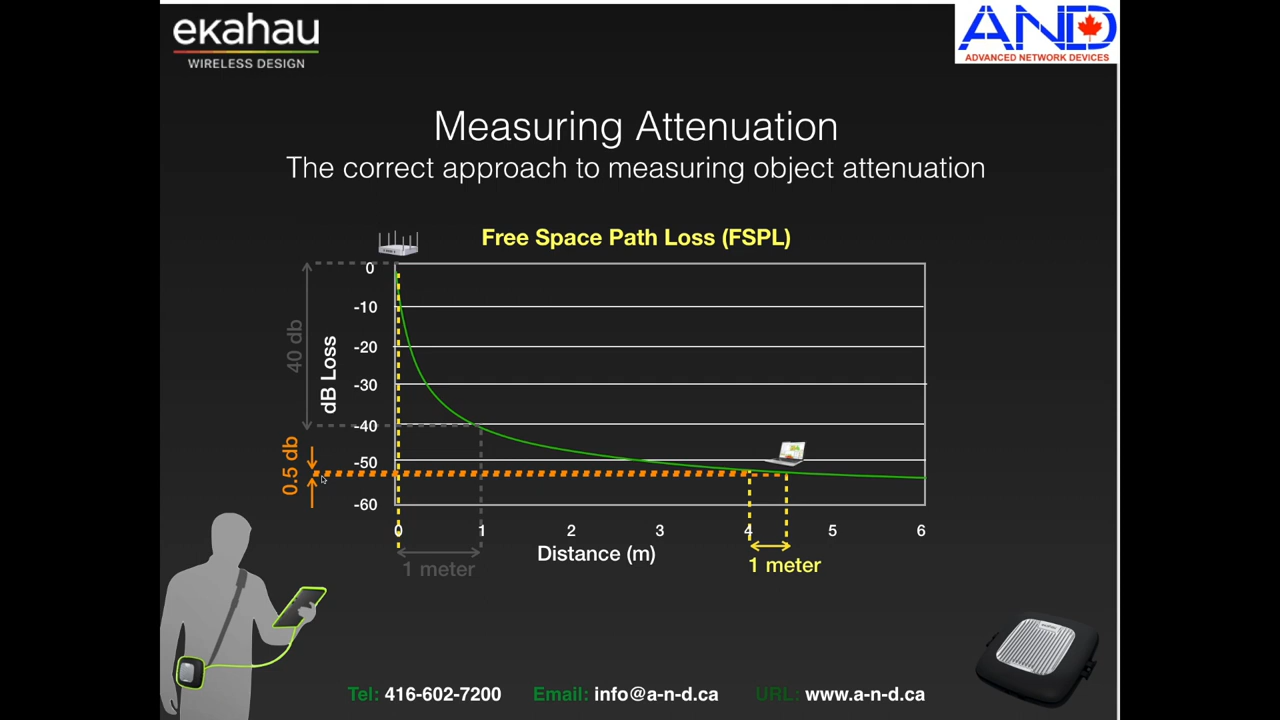 ekahau
WIRELESS DESIGN
AND
ADVANCED NETWORK DEVICES
Measuring Attenuation
The correct approach to measuring object attenuation
Free Space Path Loss (FSPL)
0
-10
-20
-30
-40
-50
-60
40 db
dB Loss
0.5 db
0 1 2 3 4 5 6
Distance (m)
1 meter
1 meter
Tel: 416-602-7200 Email: info@a-n-d.ca URL: www.a-n-d.ca